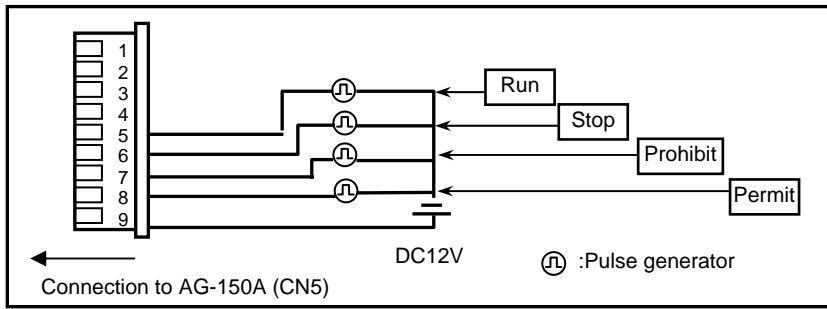 1
2
3
4
5
6
7
8
9
Run
Stop
Prohibit
Permit
DC12V
:Pulse generator
Connection to AG-150A (CN5)